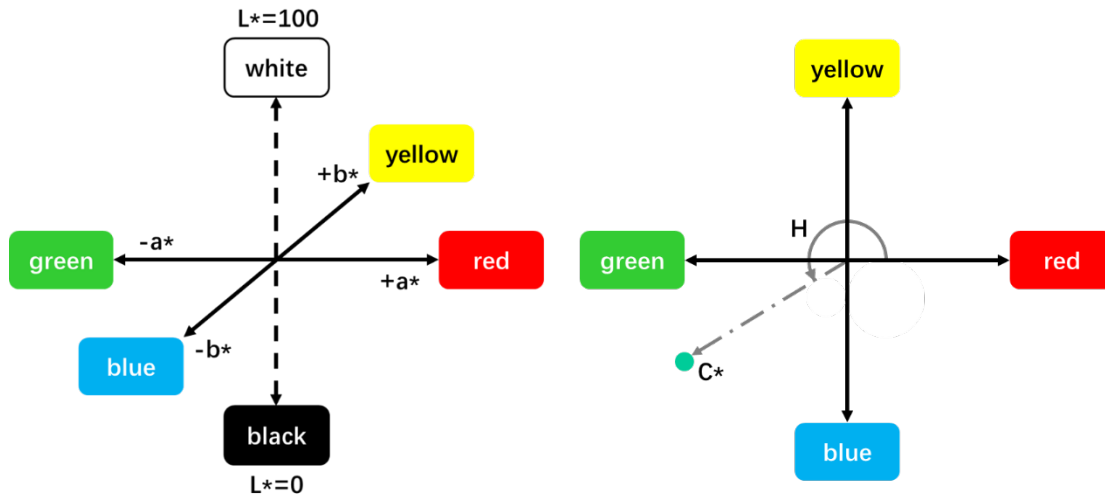 L*=100
white
yellow
+b*
-a*
green
red
+a*
-b*
blue
black
L*=0
yellow
H
green
red
C*
blue